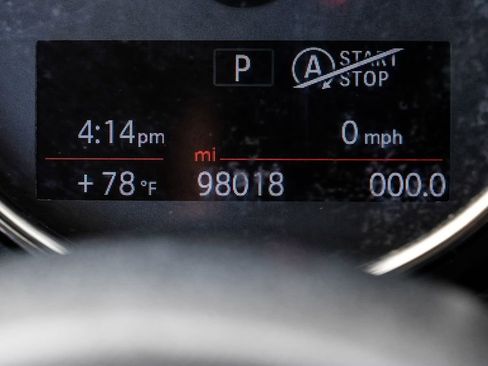 P A START
STOP
4:14pm 0 mph
mi
+ 78 °F 98018 000.0